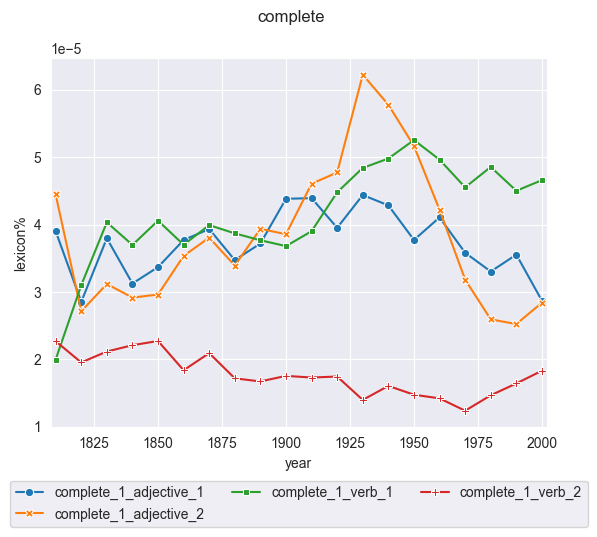 complete
1e−5
6
5
4
3
2
1
lexicon%
1825 1850 1875 1900 1925 1950 1975 2000
year
complete_1_adjective_1 complete_1_verb_1 complete_1_verb_2
complete_1_adjective_2